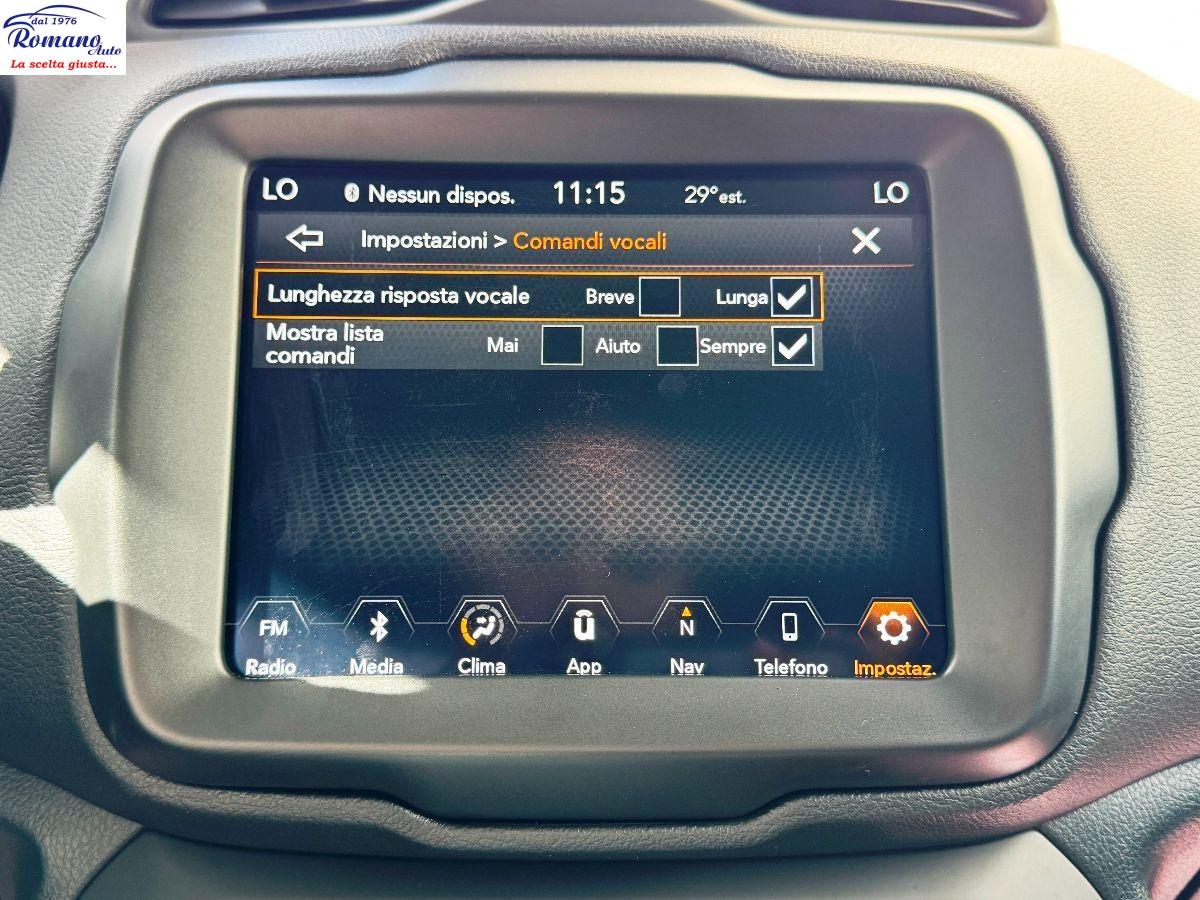 dal 1976
Romano Auto
La scelta giusta...
LO Nessun dispos. 11:15 29°est. LO
Impostazioni > Comandi vocali
Lunghezza risposta vocale Breve Lunga
Mostra lista comandi Mai Aiuto Sempre
FM N
Radio Media Clima App Nav Telefono Impostaz.